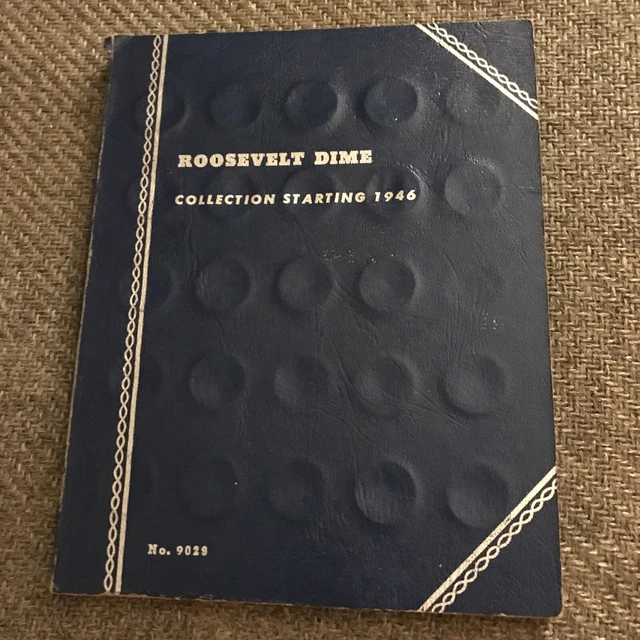 ROOSEVELT DIME
COLLECTION STARTING 1946
No. 9029